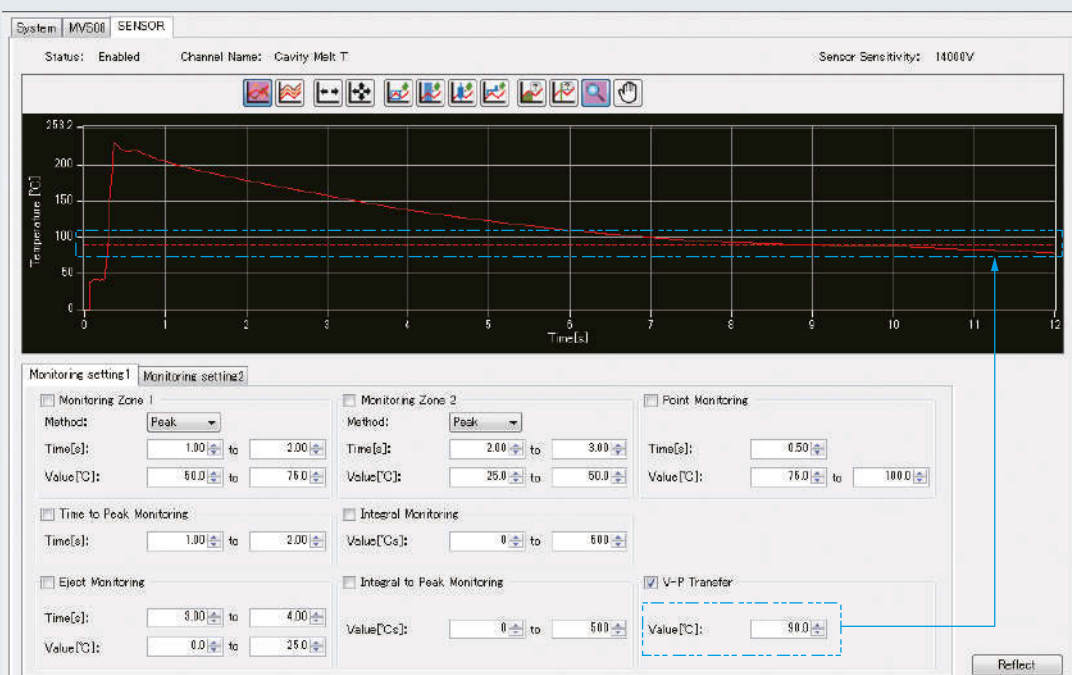 System MVS08 SENSOR
Status: Enabled Channel Name: Cavity Melt T Sensor Sensitivity: 14000V
253.2
200
150
100
50
0
Temperature [℃]
0 1 2 3 4 5 6 7 8 9 10 11 12
Time[s]
Monitoring setting1 Monitoring setting2
Monitoring Zone 1
Method: Peak
Time[s]: 1.00 to 2.00
Value[℃]: 50.0 to 75.0
Monitoring Zone 2
Method: Peak
Time[s]: 2.00 to 3.00
Value[℃]: 25.0 to 50.0
Point Monitoring
Time[s]: 0.50
Value[℃]: 75.0 to 100.0
Time to Peak Monitoring
Time[s]: 1.00 to 2.00
Integral Monitoring
Value[℃s]: 0 to 500
Eject Monitoring
Time[s]: 3.00 to 4.00
Value[℃]: 0.0 to 25.0
Integral to Peak Monitoring
Value[℃s]: 0 to 500
V-P Transfer
Value[℃]: 90.0
Reflect